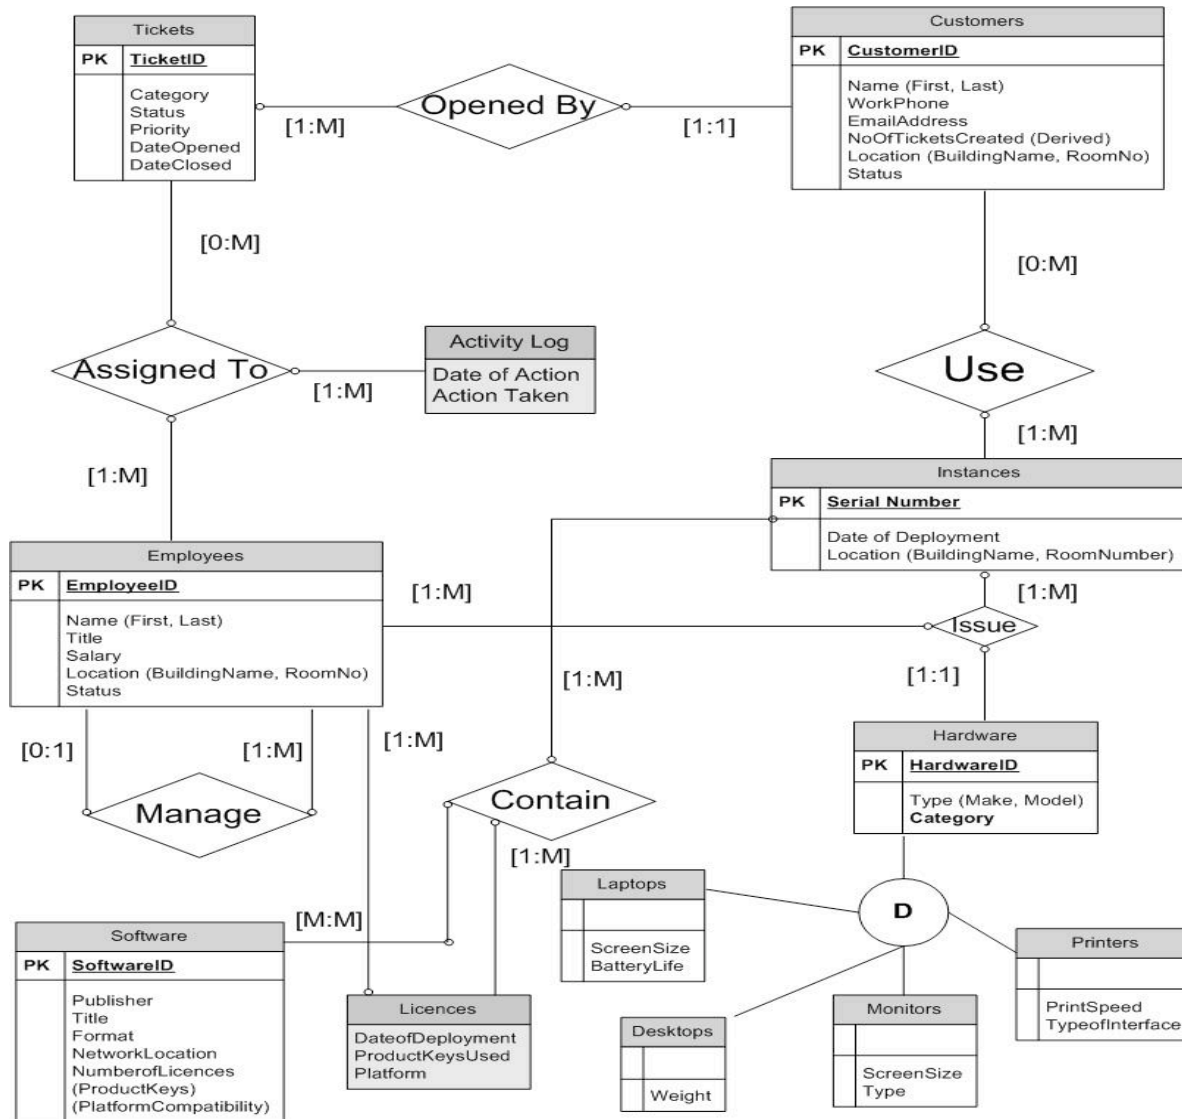 Tickets
PK TicketID
Category
Status
Priority
DateOpened
DateClosed
[1:M]
Opened By
[1:1]
Customers
PK CustomerID
Name (First, Last)
WorkPhone
EmailAddress
NoOfTicketsCreated (Derived)
Location (BuildingName, RoomNo)
Status
[0:M]
[0:M]
Assigned To
[1:M]
Activity Log
Date of Action
Action Taken
Use
[1:M]
[1:M]
Instances
PK Serial Number
Date of Deployment
Location (BuildingName, RoomNumber)
Employees
PK EmployeeID
Name (First, Last)
Title
Salary
Location (BuildingName, RoomNo)
Status
[1:M]
[1:M]
Issue
[1:1]
[1:M]
[0:1]
[1:M]
[1:M]
Manage
Contain
[1:M]
Hardware
PK HardwareID
Type (Make, Model)
Category
D
Laptops
ScreenSize
BatteryLife
[M:M]
Software
PK SoftwareID
Publisher
Title
Format
NetworkLocation
NumberofLicences
(ProductKeys)
(PlatformCompatibility)
Licences
DateofDeployment
ProductKeysUsed
Platform
Desktops
Weight
Monitors
ScreenSize
Type
Printers
PrintSpeed
TypeofInterface